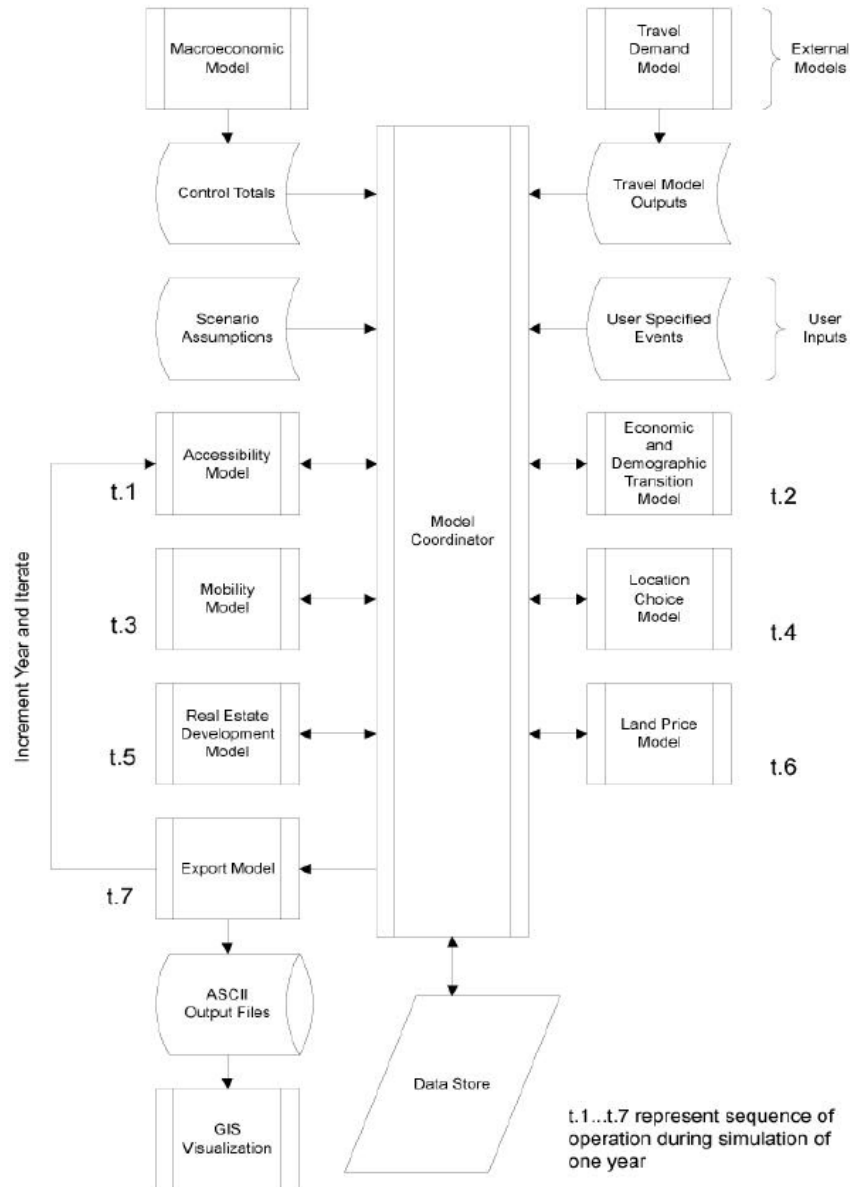 Macroeconomic
Model
Travel
Demand
Model
External
Models
Control Totals
Travel Model
Outputs
Scenario
Assumptions
User Specified
Events
User
Inputs
Accessibility
Model
t.1
Economic
and
Demographic
Transition
Model
t.2
Model
Coordinator
Mobility
Model
t.3
Location
Choice
Model
t.4
Increment Year and Iterate
Real Estate
Development
Model
t.5
Land Price
Model
t.6
Export Model
t.7
ASCII
Output Files
Data Store
GIS
Visualization
t.1...t.7 represent sequence of
operation during simulation of
one year